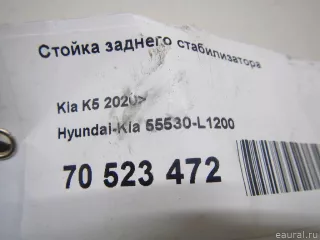 Стойка заднего стабилизатора
Kia K5 2020>
Hyundai-Kia 55530-L1200
70 523 472
eaural.ru